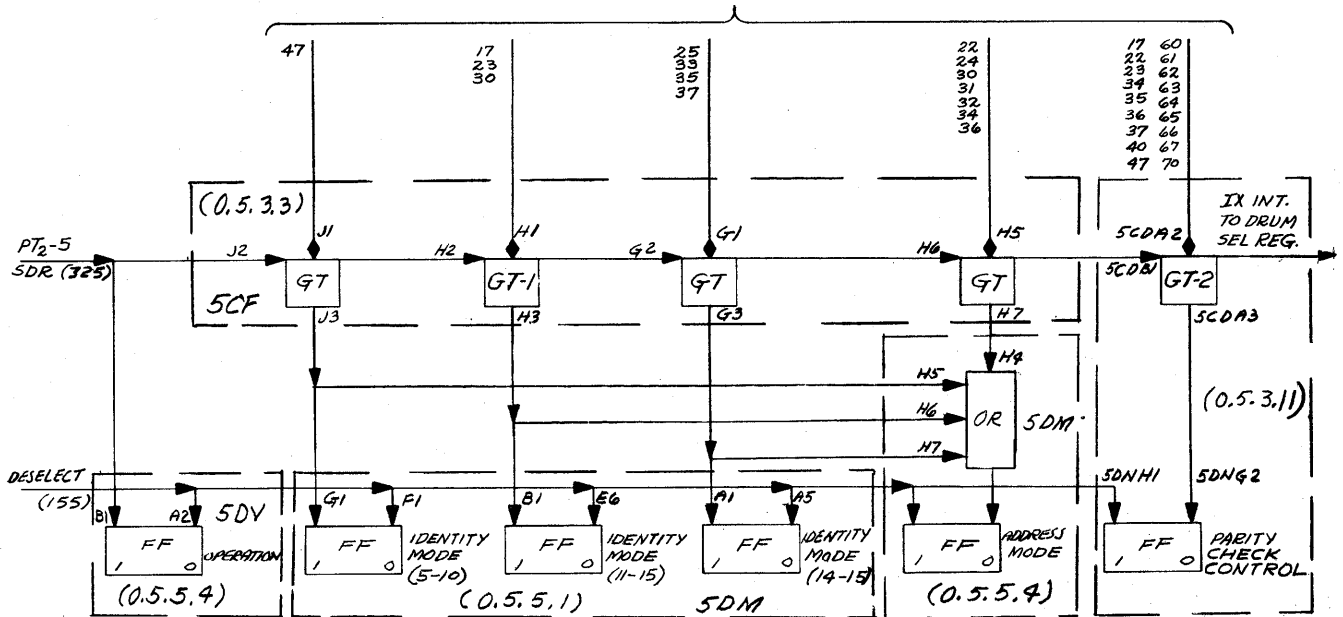 47
17
23
30
25
33
35
37
22
24
30
31
32
34
36
17 60
22 61
23 62
34 63
35 64
36 65
37 66
40 67
47 70
(0.5.3.3)
IX INT.
TO DRUM
SEL REG.
J1
H1
G1
H5
5CDA2
PT2-5
SDR (325)
J2
H2
G2
H6
5CDB1
GT
GT-1
GT
GT
GT-2
5CF
J3
H3
G3
H7
5CDA3
H4
H5
H6
H7
OR
5DM
(0.5.3.11)
DESELECT
(155)
5DNH1
5DNG2
B1
A2
5DV
G1
F1
B1
E6
A1
A5
FF
1 0
OPERATION
FF
1 0
IDENTITY
MODE
(5-10)
FF
1 0
IDENTITY
MODE
(11-15)
FF
1 0
IDENTITY
MODE
(14-15)
FF
1 0
ADDRESS
MODE
FF
1 0
PARITY
CHECK
CONTROL
(0.5.5.4)
(0.5.5.1)
5DM
(0.5.5.4)